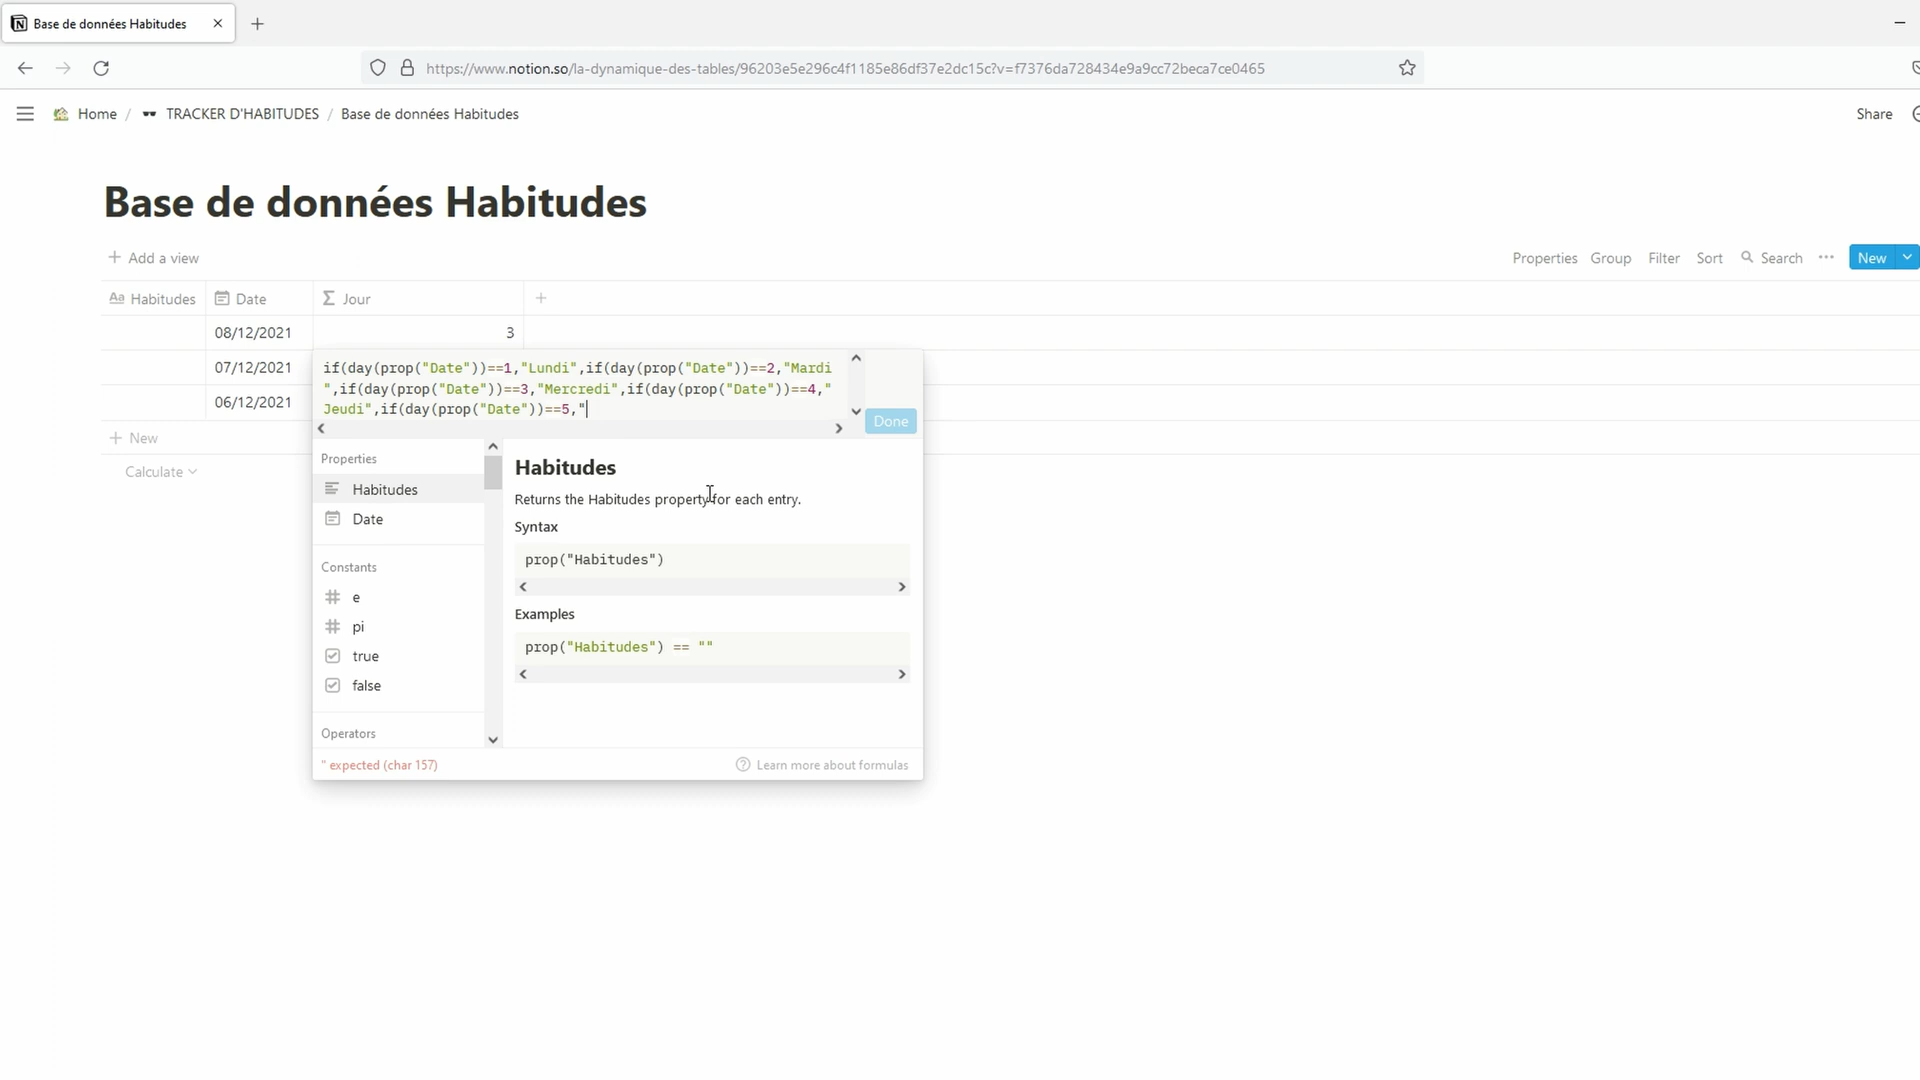 Base de données Habitudes
https://www.notion.so/la-dynamique-des-tables/96203e5e296c4f1185e86df37e2dc15c?v=f7376da728434e9a9cc72beca7ce0465
Home / TRACKER D'HABITUDES / Base de données Habitudes
Share
Base de données Habitudes
Add a view
Properties Group Filter Sort Search New
Aa Habitudes Date Σ Jour
08/12/2021 3
07/12/2021
06/12/2021
if(day(prop("Date"))==1,"Lundi",if(day(prop("Date"))==2,"Mardi
",if(day(prop("Date"))==3,"Mercredi",if(day(prop("Date"))==4,"
Jeudi",if(day(prop("Date"))==5,"
Done
New
Calculate
Properties
Habitudes
Date
Constants
e
pi
true
false
Operators
Habitudes
Returns the Habitudes property for each entry.
Syntax
prop("Habitudes")
Examples
prop("Habitudes") == ""
" expected (char 157)
Learn more about formulas